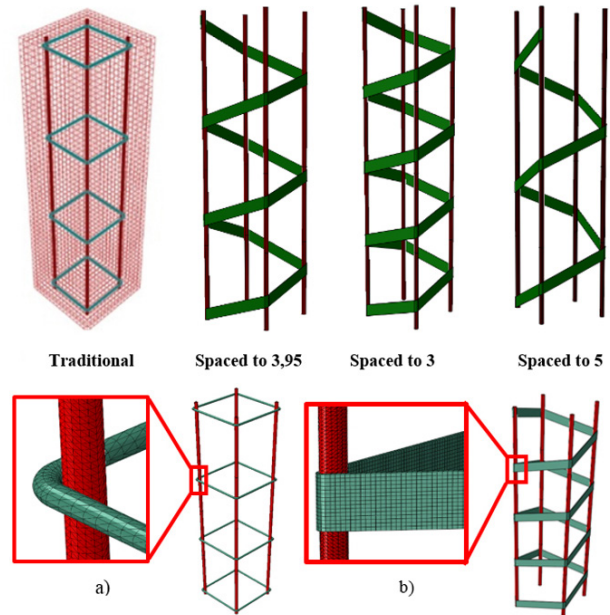 Traditional
Spaced to 3,95
Spaced to 3
Spaced to 5
a)
b)